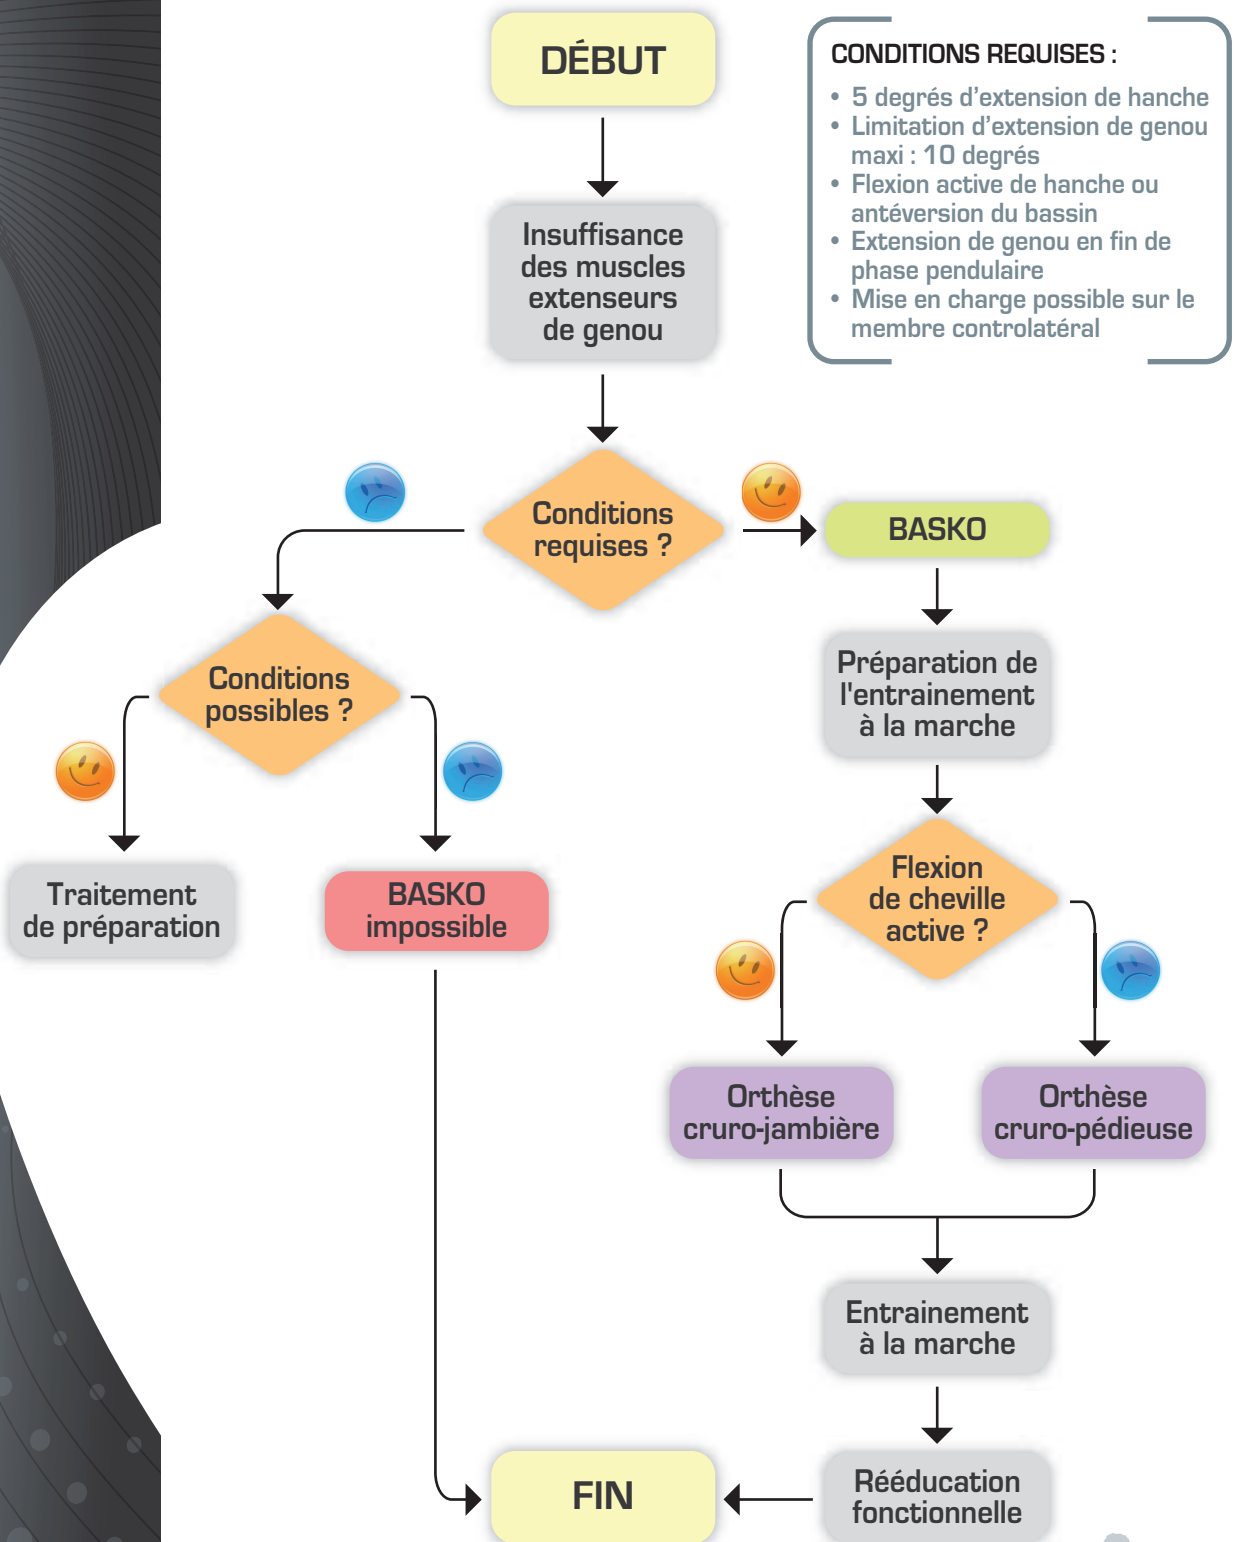 DÉBUT
CONDITIONS REQUISES :
• 5 degrés d’extension de hanche
• Limitation d’extension de genou
maxi : 10 degrés
• Flexion active de hanche ou
antéversion du bassin
• Extension de genou en fin de
phase pendulaire
• Mise en charge possible sur le
membre controlatéral
Insuffisance
des muscles
extenseurs
de genou
Conditions
requises ?
BASKO
Conditions
possibles ?
Préparation de
l'entrainement
à la marche
Traitement
de préparation
BASKO
impossible
Flexion
de cheville
active ?
Orthèse
cruro-jambière
Orthèse
cruro-pédieuse
Entrainement
à la marche
Rééducation
fonctionnelle
FIN